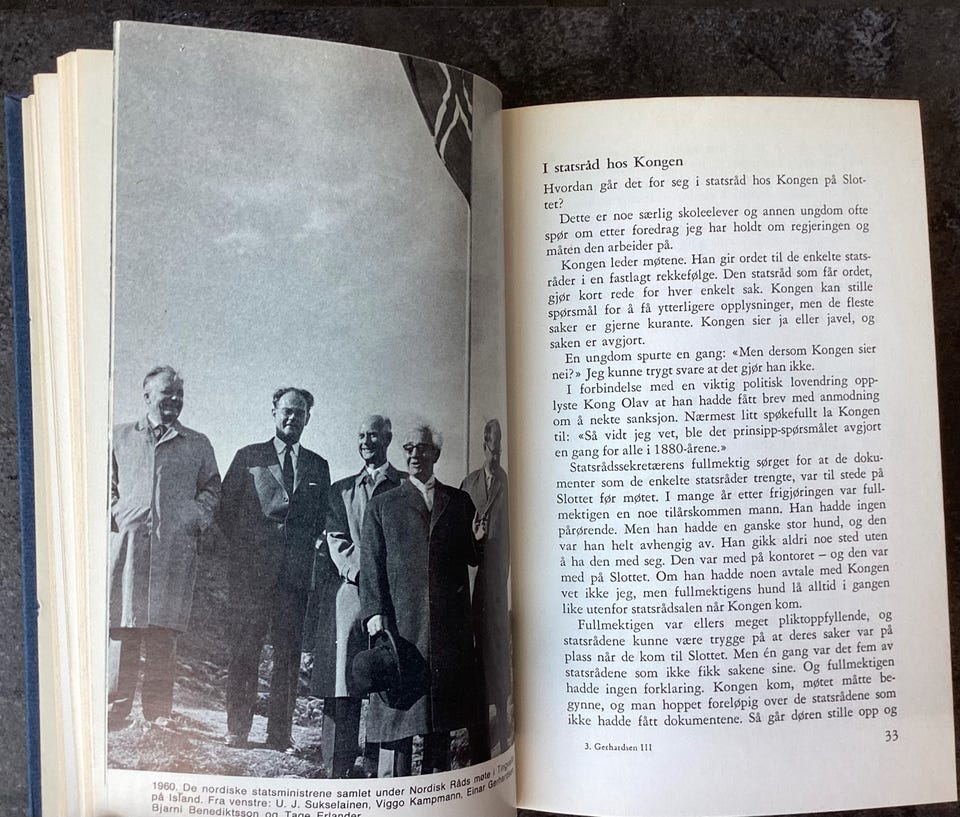 1960. De nordiske statsministrene samlet under Nordisk Råds møte i
på Island. Fra venstre: U. J. Sukselainen, Viggo Kampmann, Einar
Bjarni Benediktsson og Tage Erlander.
I statsråd hos Kongen
Hvordan går det for seg i statsråd hos Kongen på Slot-
tet?
Dette er noe særlig skoleelever og annen ungdom ofte
spør om etter foredrag jeg har holdt om regjeringen og
måten den arbeider på.
Kongen leder møtene. Han gir ordet til de enkelte stats-
råder i en fastlagt rekkefølge. Den statsråd som får ordet,
gjør kort rede for hver enkelt sak. Kongen kan stille
spørsmål for å få ytterligere opplysninger, men de fleste
saker er gjerne kurante. Kongen sier ja eller javel, og
saken er avgjort.
En ungdom spurte en gang: «Men dersom Kongen sier
nei?» Jeg kunne trygt svare at det gjør han ikke.
I forbindelse med en viktig politisk lovendring opp-
lyste Kong Olav at han hadde fått brev med anmodning
om å nekte sanksjon. Nærmest litt spøkefullt la Kongen
til: «Så vidt jeg vet, ble det prinsipp-spørsmålet avgjort
en gang for alle i 1880-årene.»
Statsrådssekretærens fullmektig sørget for at de doku-
menter som de enkelte statsråder trengte, var til stede på
Slottet før møtet. I mange år etter frigjøringen var full-
mektigen en noe tilårskommen mann. Han hadde ingen
pårørende. Men han hadde en ganske stor hund, og den
var han helt avhengig av. Han gikk aldri noe sted uten
å ha den med seg. Den var med på kontoret – og den var
med på Slottet. Om han hadde noen avtale med Kongen
vet ikke jeg, men fullmektigens hund lå alltid i gangen
like utenfor statsrådsalen når Kongen kom.
Fullmektigen var ellers meget pliktoppfyllende, og
statsrådene kunne være trygge på at deres saker var på
plass når de kom til Slottet. Men én gang var det fem av
statsrådene som ikke fikk sakene sine. Og fullmektigen
hadde ingen forklaring. Kongen kom, møtet måtte be-
gynne, og man hoppet foreløpig over de statsrådene som
ikke hadde fått dokumentene. Så går døren stille opp og
3. Gerhardsen III
33